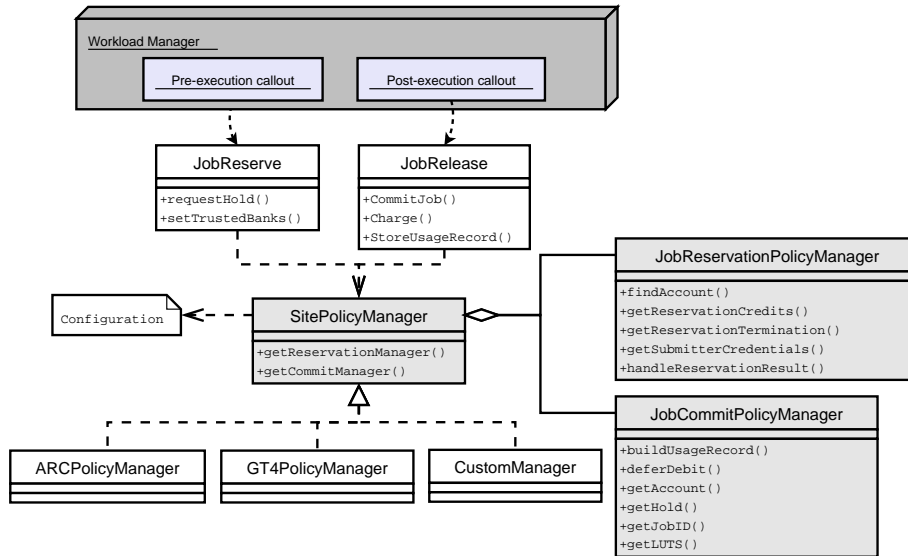 Workload Manager
Pre-execution callout
Post-execution callout
JobReserve
+requestHold()
+setTrustedBanks()
JobRelease
+CommitJob()
+Charge()
+StoreUsageRecord()
Configuration
SitePolicyManager
+getReservationManager()
+getCommitManager()
JobReservationPolicyManager
+findAccount()
+getReservationCredits()
+getReservationTermination()
+getSubmitterCredentials()
+handleReservationResult()
JobCommitPolicyManager
+buildUsageRecord()
+deferDebit()
+getAccount()
+getHold()
+getJobID()
+getLUTS()
ARCPolicyManager
GT4PolicyManager
CustomManager